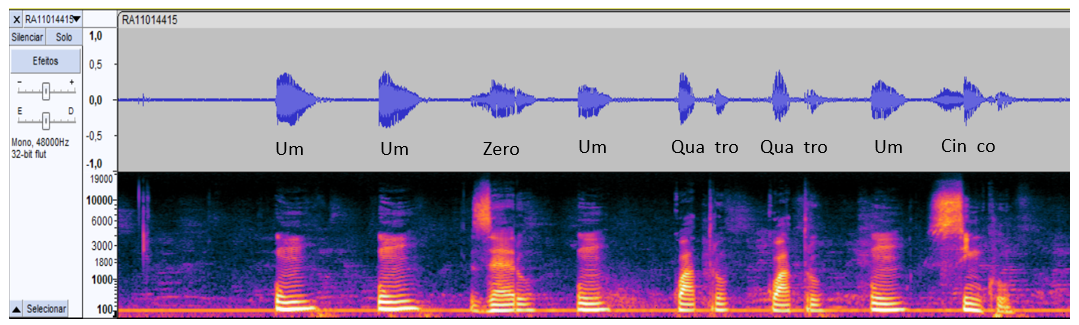 × RA11014415▼ RA11014415
Silenciar Solo
Efeitos
- +
E D
Mono, 48000Hz
32-bit flut
1,0
0,5
0,0
-0,5
-1,0
Um Um Zero Um Qua tro Qua tro Um Cin co
19000
10000
6000
3000
1800
1000
100
▲ Selecionar